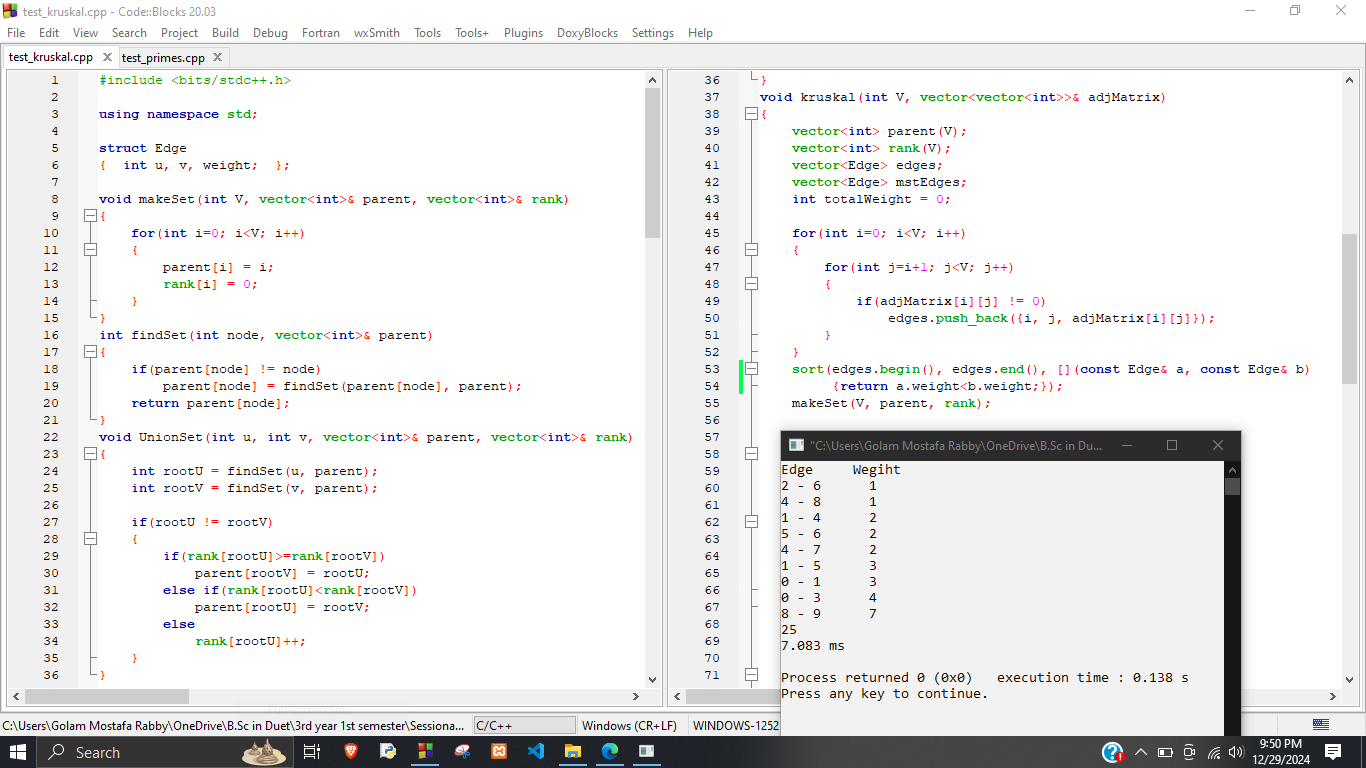 test_kruskal.cpp - Code::Blocks 20.03
File Edit View Search Project Build Debug Fortran wxSmith Tools Tools+ Plugins DoxyBlocks Settings Help
test_kruskal.cpp test_primes.cpp
1 #include <bits/stdc++.h>
2
3 using namespace std;
4
5 struct Edge
6 { int u, v, weight; };
7
8 void makeSet(int V, vector<int>& parent, vector<int>& rank)
9 {
10 for(int i=0; i<V; i++)
11 {
12 parent[i] = i;
13 rank[i] = 0;
14 }
15 }
16 int findSet(int node, vector<int>& parent)
17 {
18 if(parent[node] != node)
19 parent[node] = findSet(parent[node], parent);
20 return parent[node];
21 }
22 void UnionSet(int u, int v, vector<int>& parent, vector<int>& rank)
23 {
24 int rootU = findSet(u, parent);
25 int rootV = findSet(v, parent);
26
27 if(rootU != rootV)
28 {
29 if(rank[rootU]>=rank[rootV])
30 parent[rootV] = rootU;
31 else if(rank[rootU]<rank[rootV])
32 parent[rootU] = rootV;
33 else
34 rank[rootU]++;
35 }
36 }
36 }
37 void kruskal(int V, vector<vector<int>>& adjMatrix)
38 {
39 vector<int> parent(V);
40 vector<int> rank(V);
41 vector<Edge> edges;
42 vector<Edge> mstEdges;
43 int totalWeight = 0;
44
45 for(int i=0; i<V; i++)
46 {
47 for(int j=i+1; j<V; j++)
48 {
49 if(adjMatrix[i][j] != 0)
50 edges.push_back({i, j, adjMatrix[i][j]});
51 }
52 }
53 sort(edges.begin(), edges.end(), [](const Edge& a, const Edge& b)
54 {return a.weight<b.weight;});
55 makeSet(V, parent, rank);
56
57
58
59
60
61
62
63
64
65
66
67
68
69
70
71
"C:\Users\Golam Mostafa Rabby\OneDrive\B.Sc in Du...
Edge Wegiht
2 - 6 1
4 - 8 1
1 - 4 2
5 - 6 2
4 - 7 2
1 - 5 3
0 - 1 3
0 - 3 4
8 - 9 7
25
7.083 ms
Process returned 0 (0x0) execution time : 0.138 s
Press any key to continue.
C:\Users\Golam Mostafa Rabby\OneDrive\B.Sc in Duet\3rd year 1st semester\Sessiona... C/C++ Windows (CR+LF) WINDOWS-1252
Search
9:50 PM
12/29/2024